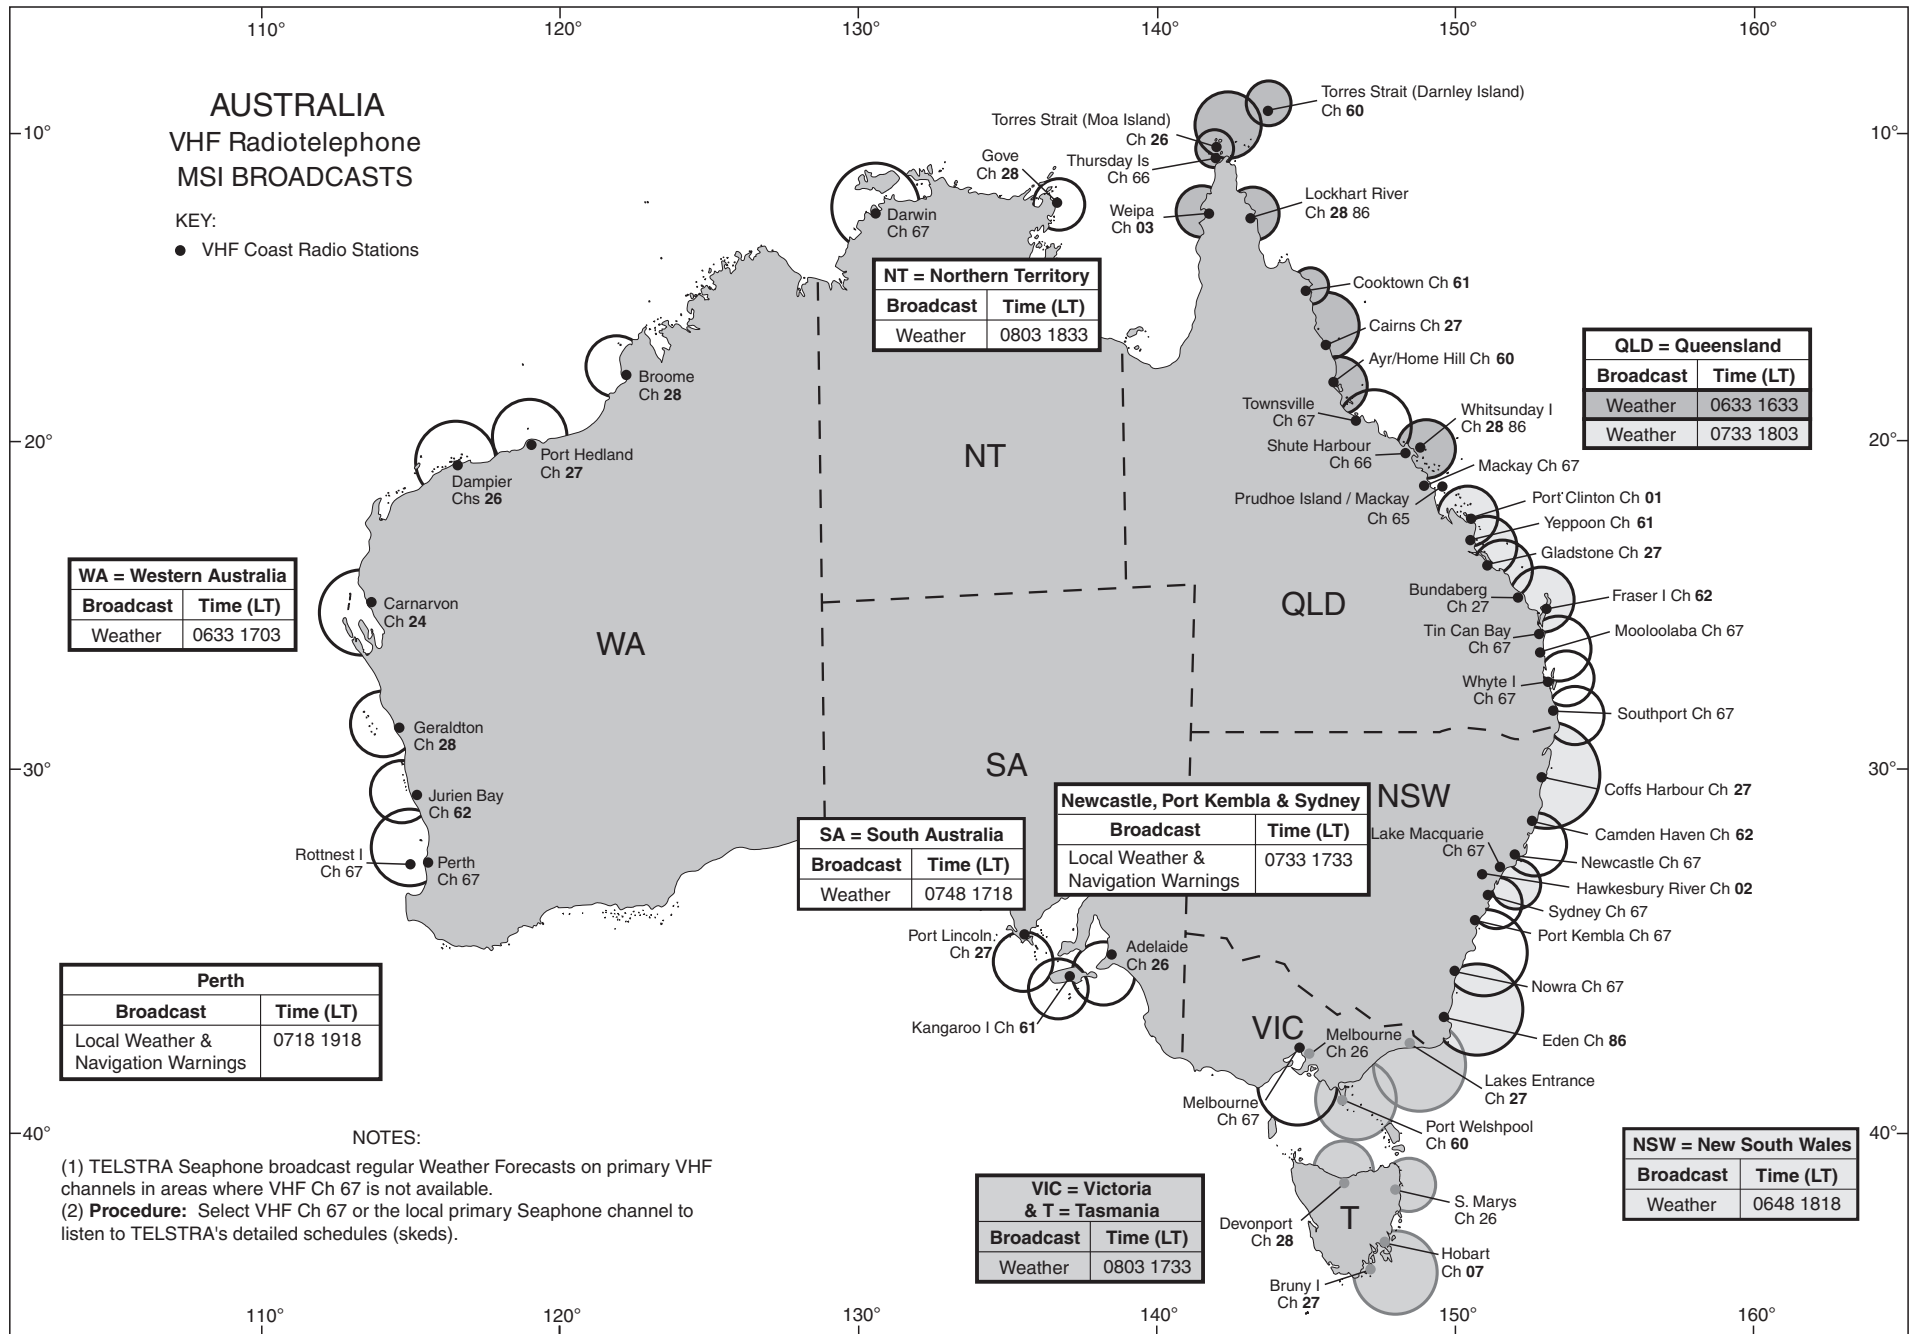 110° 120° 130° 140° 150° 160°
AUSTRALIA
VHF Radiotelephone
MSI BROADCASTS
KEY:
VHF Coast Radio Stations
10° 10°
Torres Strait (Darnley Island)
Ch 60
Torres Strait (Moa Island)
Ch 26
Thursday Is
Ch 66
Gove
Ch 28
Darwin
Ch 67
Weipa
Ch 03
Lockhart River
Ch 28 86
NT = Northern Territory
Broadcast Time (LT)
Weather 0803 1833
Cooktown Ch 61
Cairns Ch 27
Ayr/Home Hill Ch 60
QLD = Queensland
Broadcast Time (LT)
Weather 0633 1633
Weather 0733 1803
Broome
Ch 28
Townsville
Ch 67
Whitsunday I
Ch 28 86
Shute Harbour
Ch 66
20° 20°
Port Hedland
Ch 27
Dampier
Chs 26
NT
Mackay Ch 67
Prudhoe Island / Mackay
Ch 65
Port Clinton Ch 01
Yeppoon Ch 61
Gladstone Ch 27
WA = Western Australia
Broadcast Time (LT)
Weather 0633 1703
Carnarvon
Ch 24
WA
QLD
Bundaberg
Ch 27
Fraser I Ch 62
Tin Can Bay
Ch 67
Mooloolaba Ch 67
Whyte I
Ch 67
Southport Ch 67
Geraldton
Ch 28
30° 30°
SA
NSW
Coffs Harbour Ch 27
Jurien Bay
Ch 62
Newcastle, Port Kembla & Sydney
Broadcast Time (LT)
Local Weather & 0733 1733
Navigation Warnings
SA = South Australia
Broadcast Time (LT)
Weather 0748 1718
Lake Macquarie
Ch 67
Camden Haven Ch 62
Newcastle Ch 67
Hawkesbury River Ch 02
Sydney Ch 67
Port Kembla Ch 67
Rottnest I
Ch 67
Perth
Ch 67
Port Lincoln
Ch 27
Adelaide
Ch 26
Nowra Ch 67
Perth
Broadcast Time (LT)
Local Weather & 0718 1918
Navigation Warnings
Kangaroo I Ch 61
VIC
Melbourne
Ch 26
Eden Ch 86
Lakes Entrance
Ch 27
Melbourne
Ch 67
Port Welshpool
Ch 60
40° 40°
NOTES:
(1) TELSTRA Seaphone broadcast regular Weather Forecasts on primary VHF
channels in areas where VHF Ch 67 is not available.
(2) Procedure: Select VHF Ch 67 or the local primary Seaphone channel to
listen to TELSTRA's detailed schedules (skeds).
NSW = New South Wales
Broadcast Time (LT)
Weather 0648 1818
VIC = Victoria
& T = Tasmania
Broadcast Time (LT)
Weather 0803 1733
T
S. Marys
Ch 26
Devonport
Ch 28
Hobart
Ch 07
Bruny I
Ch 27
110° 120° 130° 140° 150° 160°